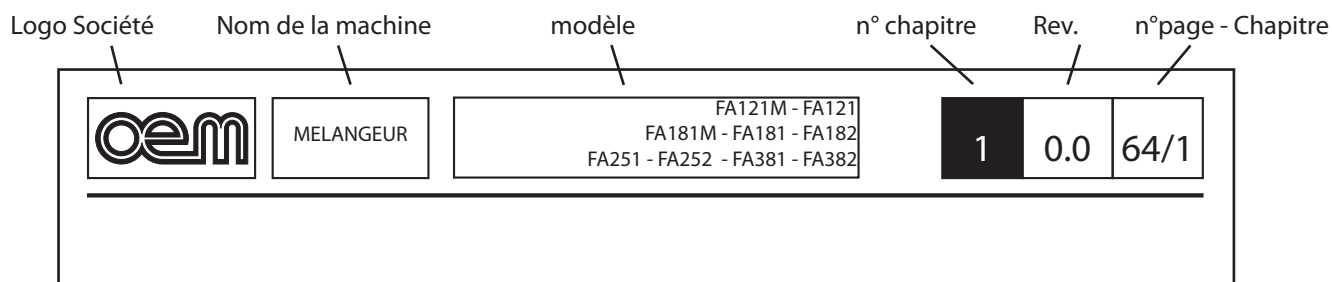 Logo Société Nom de la machine modèle n° chapitre Rev. n°page - Chapitre
oem
MELANGEUR
FA121M - FA121
FA181M - FA181 - FA182
FA251 - FA252 - FA381 - FA382
1 0.0 64/1